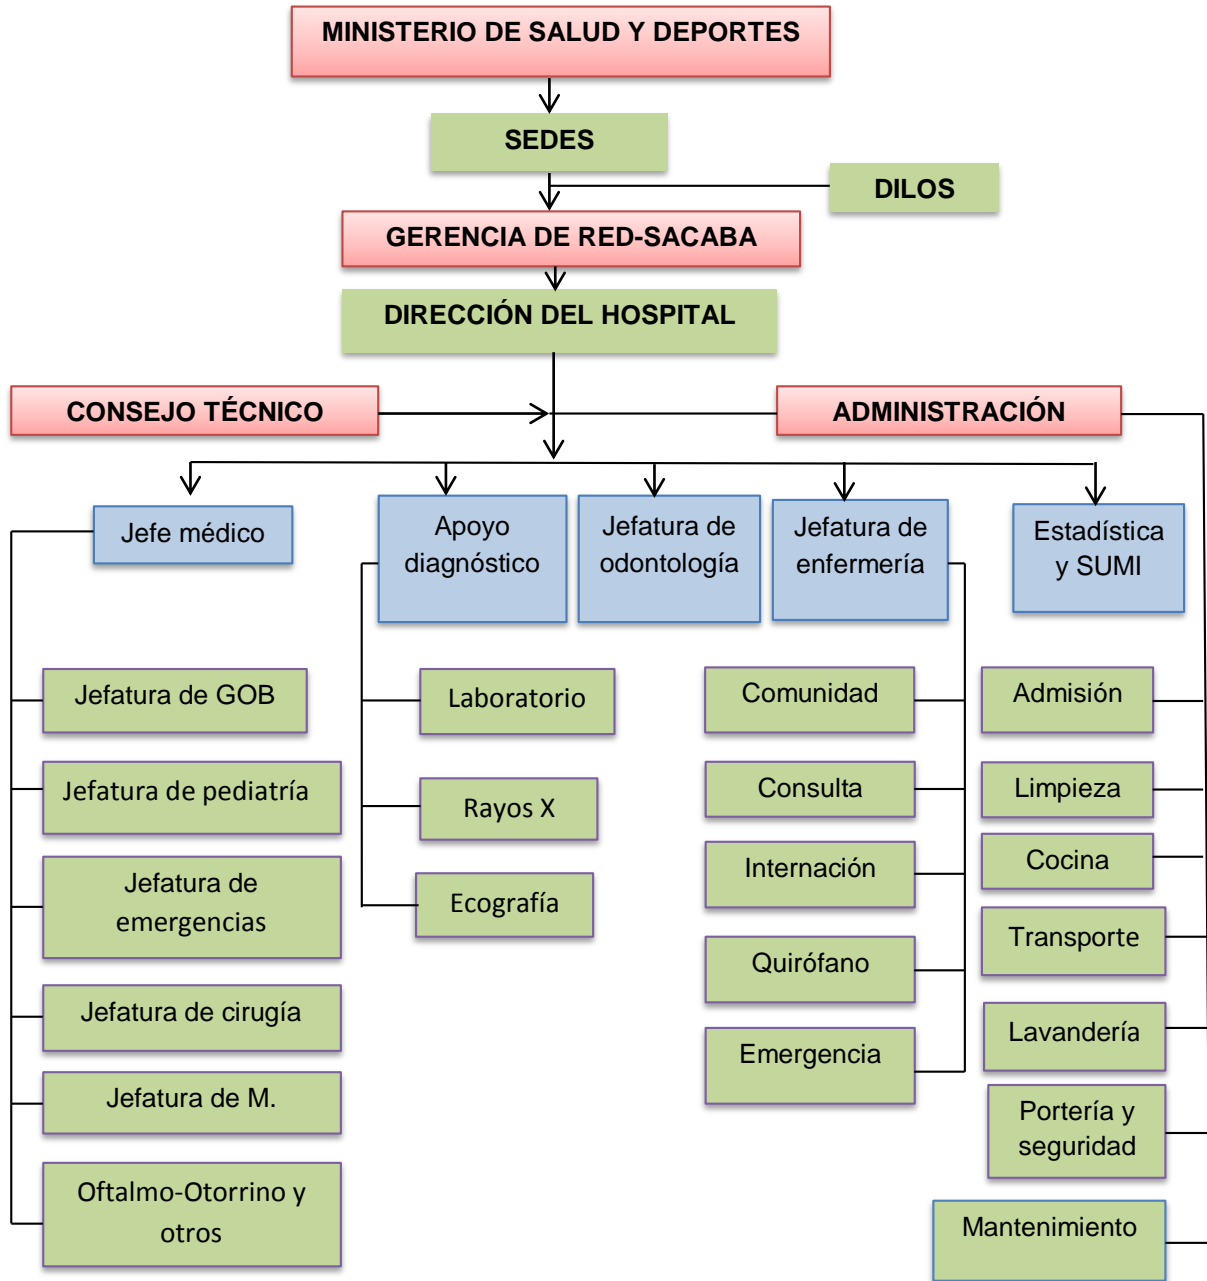 MINISTERIO DE SALUD Y DEPORTES
SEDES
DILOS
GERENCIA DE RED-SACABA
DIRECCIÓN DEL HOSPITAL
CONSEJO TÉCNICO
ADMINISTRACIÓN
Jefe médico
Apoyo
diagnóstico
Jefatura de
odontología
Jefatura de
enfermería
Estadística
y SUMI
Jefatura de GOB
Jefatura de pediatría
Jefatura de
emergencias
Jefatura de cirugía
Jefatura de M.
Oftalmo-Otorrino y
otros
Laboratorio
Rayos X
Ecografía
Comunidad
Consulta
Internación
Quirófano
Emergencia
Admisión
Limpieza
Cocina
Transporte
Lavandería
Portería y
seguridad
Mantenimiento